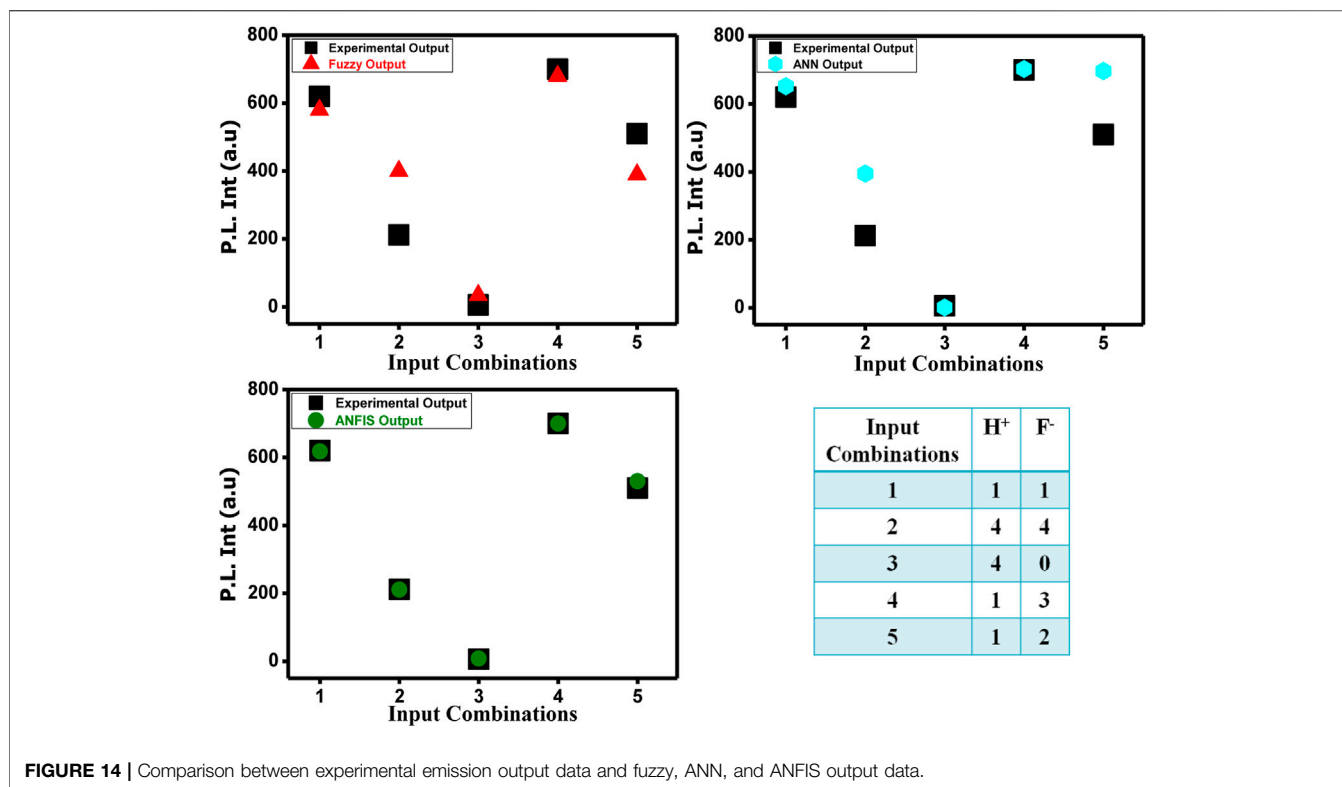 800
600
400
200
0
P.L. Int (a.u)
Experimental Output
Fuzzy Output
1 2 3 4 5
Input Combinations
800
600
400
200
0
P.L. Int (a.u)
Experimental Output
ANN Output
1 2 3 4 5
Input Combinations
800
600
400
200
0
P.L. Int (a.u)
Experimental Output
ANFIS Output
1 2 3 4 5
Input Combinations
Input Combinations H⁺ F⁻
1 1 1
2 4 4
3 4 0
4 1 3
5 1 2
FIGURE 14 | Comparison between experimental emission output data and fuzzy, ANN, and ANFIS output data.